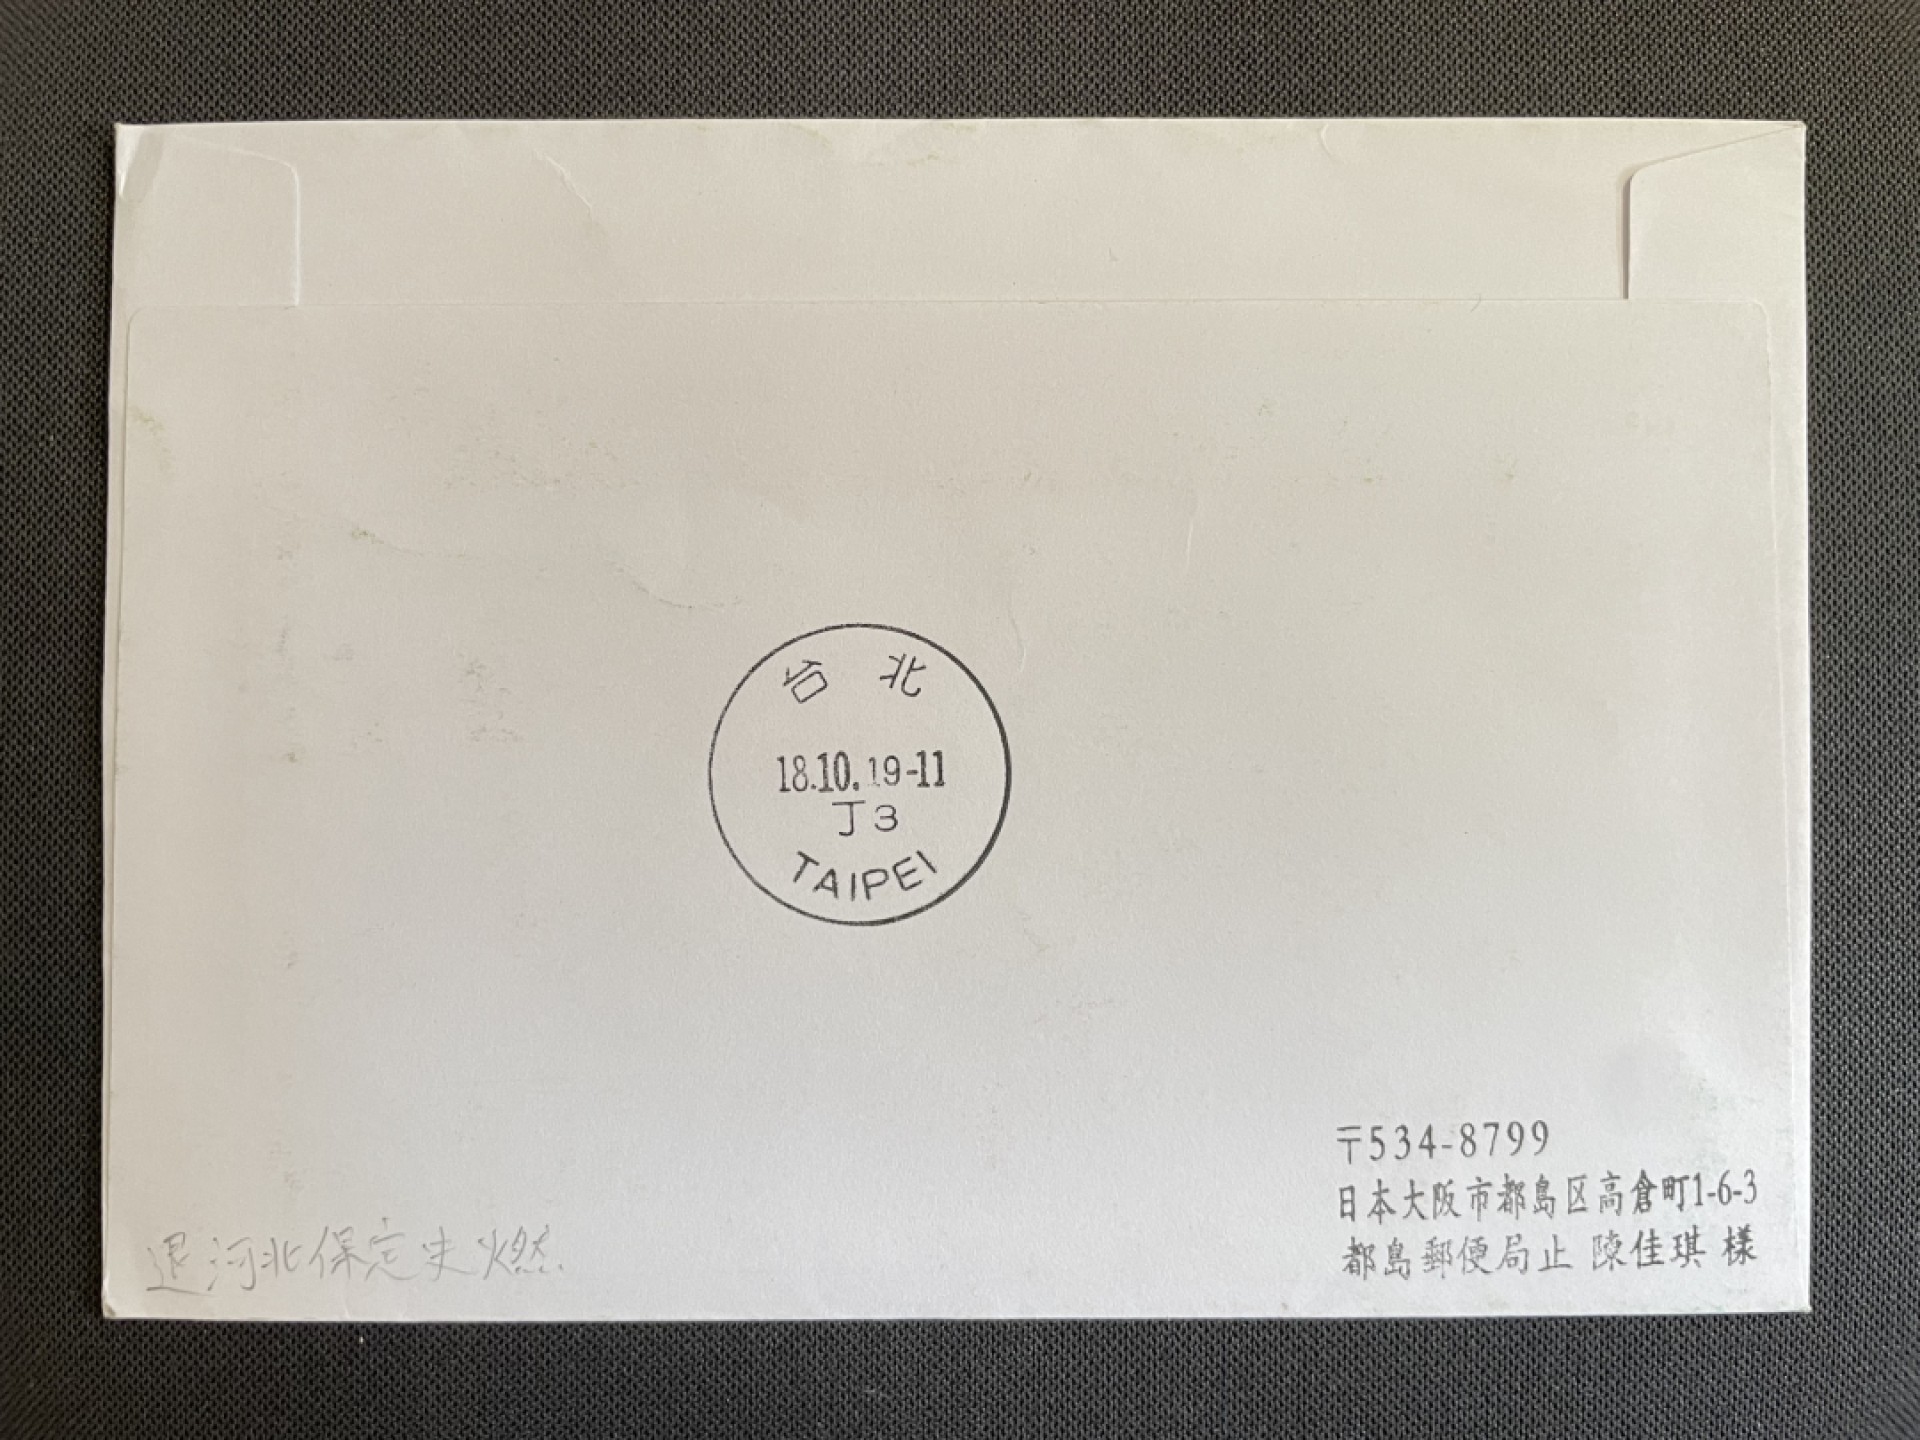 台 北
18.10.19-11
丁3
TAIPEI
〒534-8799
日本大阪市都島区高倉町1-6-3
都島郵便局止 陳佳琪 様
退 河北保定史燃